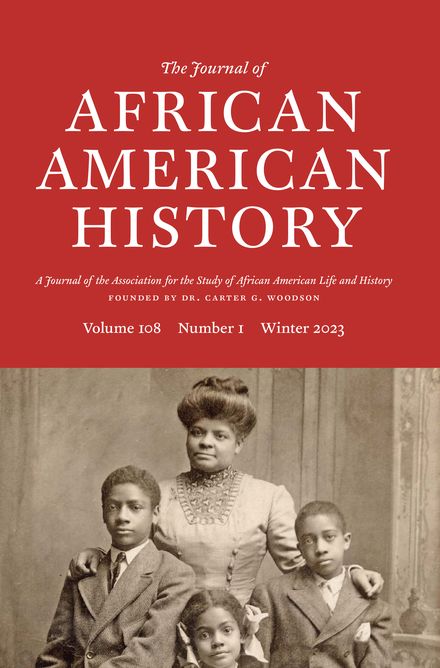 The Journal of
AFRICAN
AMERICAN
HISTORY
A Journal of the Association for the Study of African American Life and History
FOUNDED BY DR. CARTER G. WOODSON
Volume 108 Number 1 Winter 2023